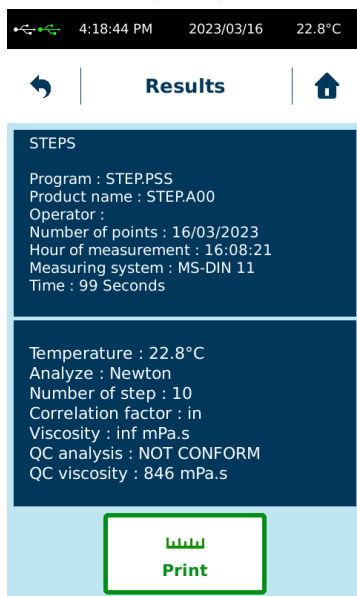 4:18:44 PM 2023/03/16 22.8°C
Results
STEPS
Program : STEP.PSS
Product name : STEP.A00
Operator :
Number of points : 16/03/2023
Hour of measurement : 16:08:21
Measuring system : MS-DIN 11
Time : 99 Seconds
Temperature : 22.8°C
Analyze : Newton
Number of step : 10
Correlation factor : in
Viscosity : inf mPa.s
QC analysis : NOT CONFORM
QC viscosity : 846 mPa.s
Print